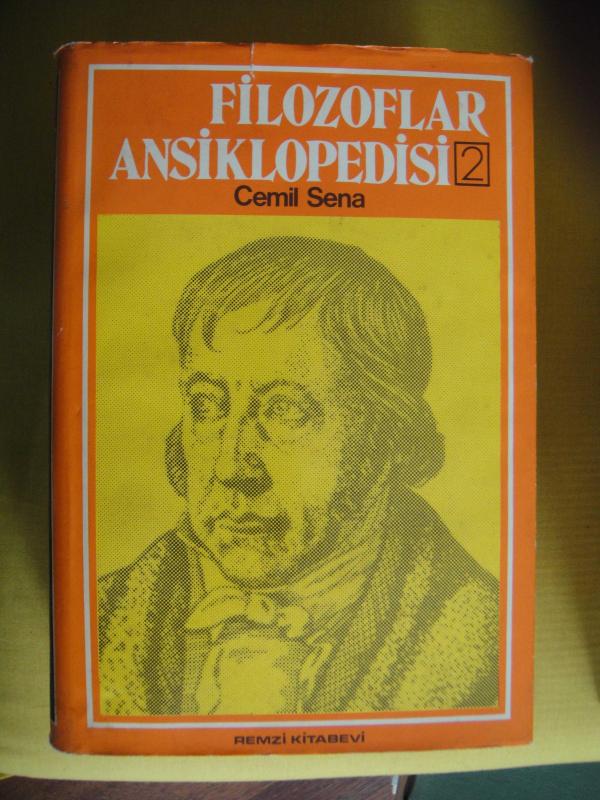 FİLOZOFLAR
ANSİKLOPEDİSİ 2
Cemil Sena
REMZİ KİTABEVİ